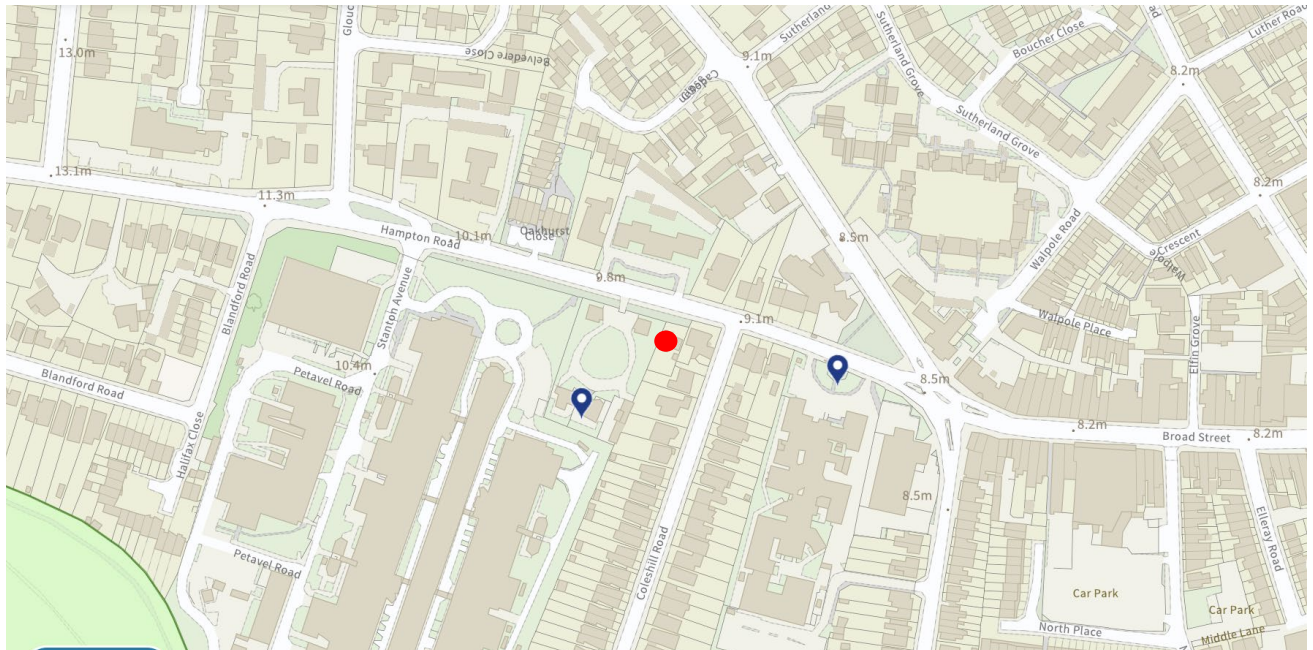 13.0m
Glouc
Belvedere Close
Cadogan
9.1m
Sutherland
Sutherland Grove
Boucher Close
Road
Luther Road
8.2m
Sutherland Grove
13.1m
11.3m
Hampton Road
10.1m
Oakhurst Close
9.8m
8.5m
Walpole Road
Walpole Crescent
8.2m
Blandford Road
Stanton Avenue
9.1m
Walpole Place
Elfin Grove
10.4m
Petavel Road
Blandford Road
8.5m
8.2m
Broad Street
8.2m
Halifax Close
8.5m
Elleray Road
Petavel Road
Coleshill Road
Car Park
Car Park
North Place
Middle Lane